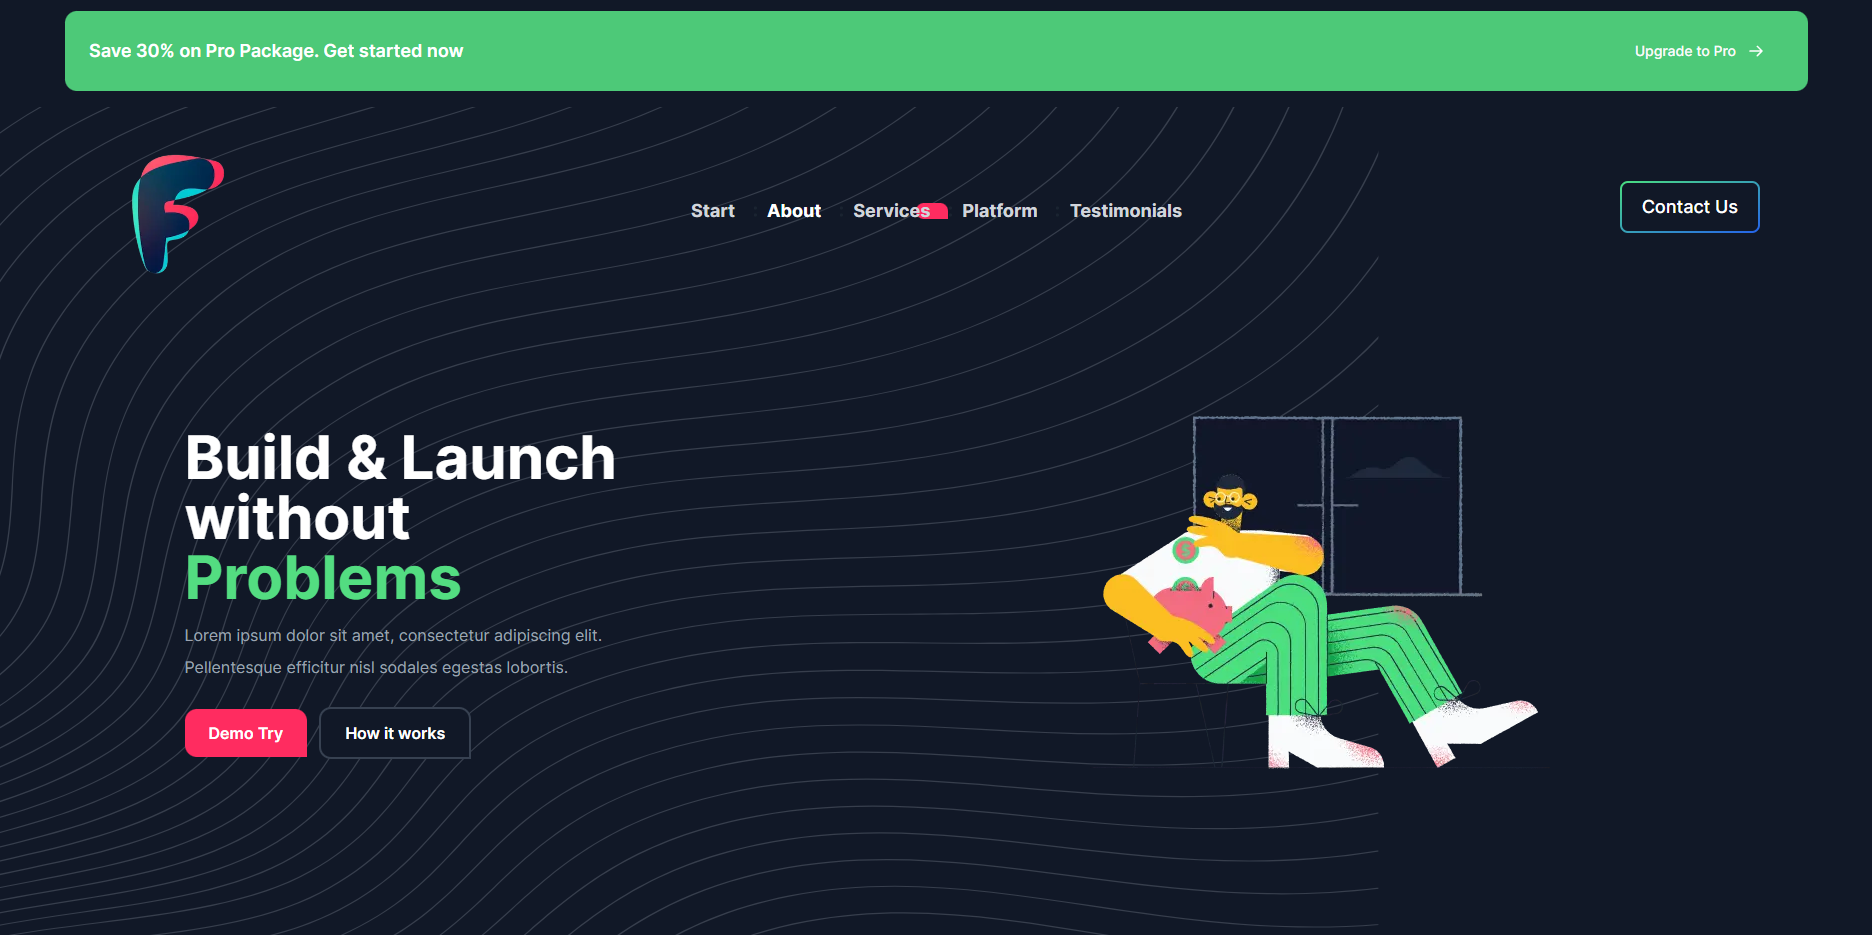 Save 30% on Pro Package. Get started now
Upgrade to Pro
F
Start
About
Services
Platform
Testimonials
Contact Us
Build & Launch
without
Problems
Lorem ipsum dolor sit amet, consectetur adipiscing elit.
Pellentesque efficitur nisl sodales egestas lobortis.
Demo Try
How it works